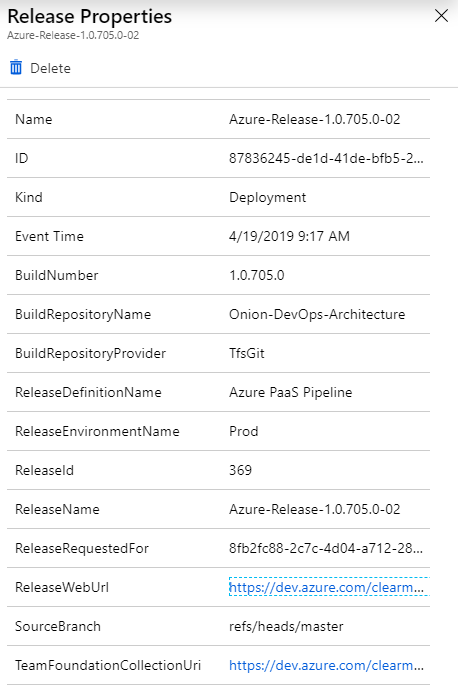 Release Properties
Azure-Release-1.0.705.0-02
Delete
Name Azure-Release-1.0.705.0-02
ID 87836245-de1d-41de-bfb5-2...
Kind Deployment
Event Time 4/19/2019 9:17 AM
BuildNumber 1.0.705.0
BuildRepositoryName Onion-DevOps-Architecture
BuildRepositoryProvider TfsGit
ReleaseDefinitionName Azure PaaS Pipeline
ReleaseEnvironmentName Prod
ReleaseId 369
ReleaseName Azure-Release-1.0.705.0-02
ReleaseRequestedFor 8fb2fc88-2c7c-4d04-a712-28...
ReleaseWebUrl https://dev.azure.com/clearm...
SourceBranch refs/heads/master
TeamFoundationCollectionUri https://dev.azure.com/clearm...